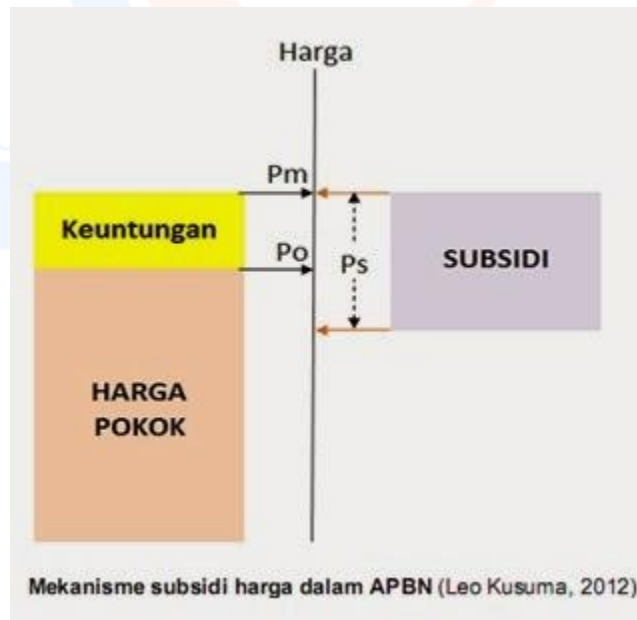 Harga
Pm
Keuntungan
Po
Ps
SUBSIDI
HARGA
POKOK
Mekanisme subsidi harga dalam APBN (Leo Kusuma, 2012)